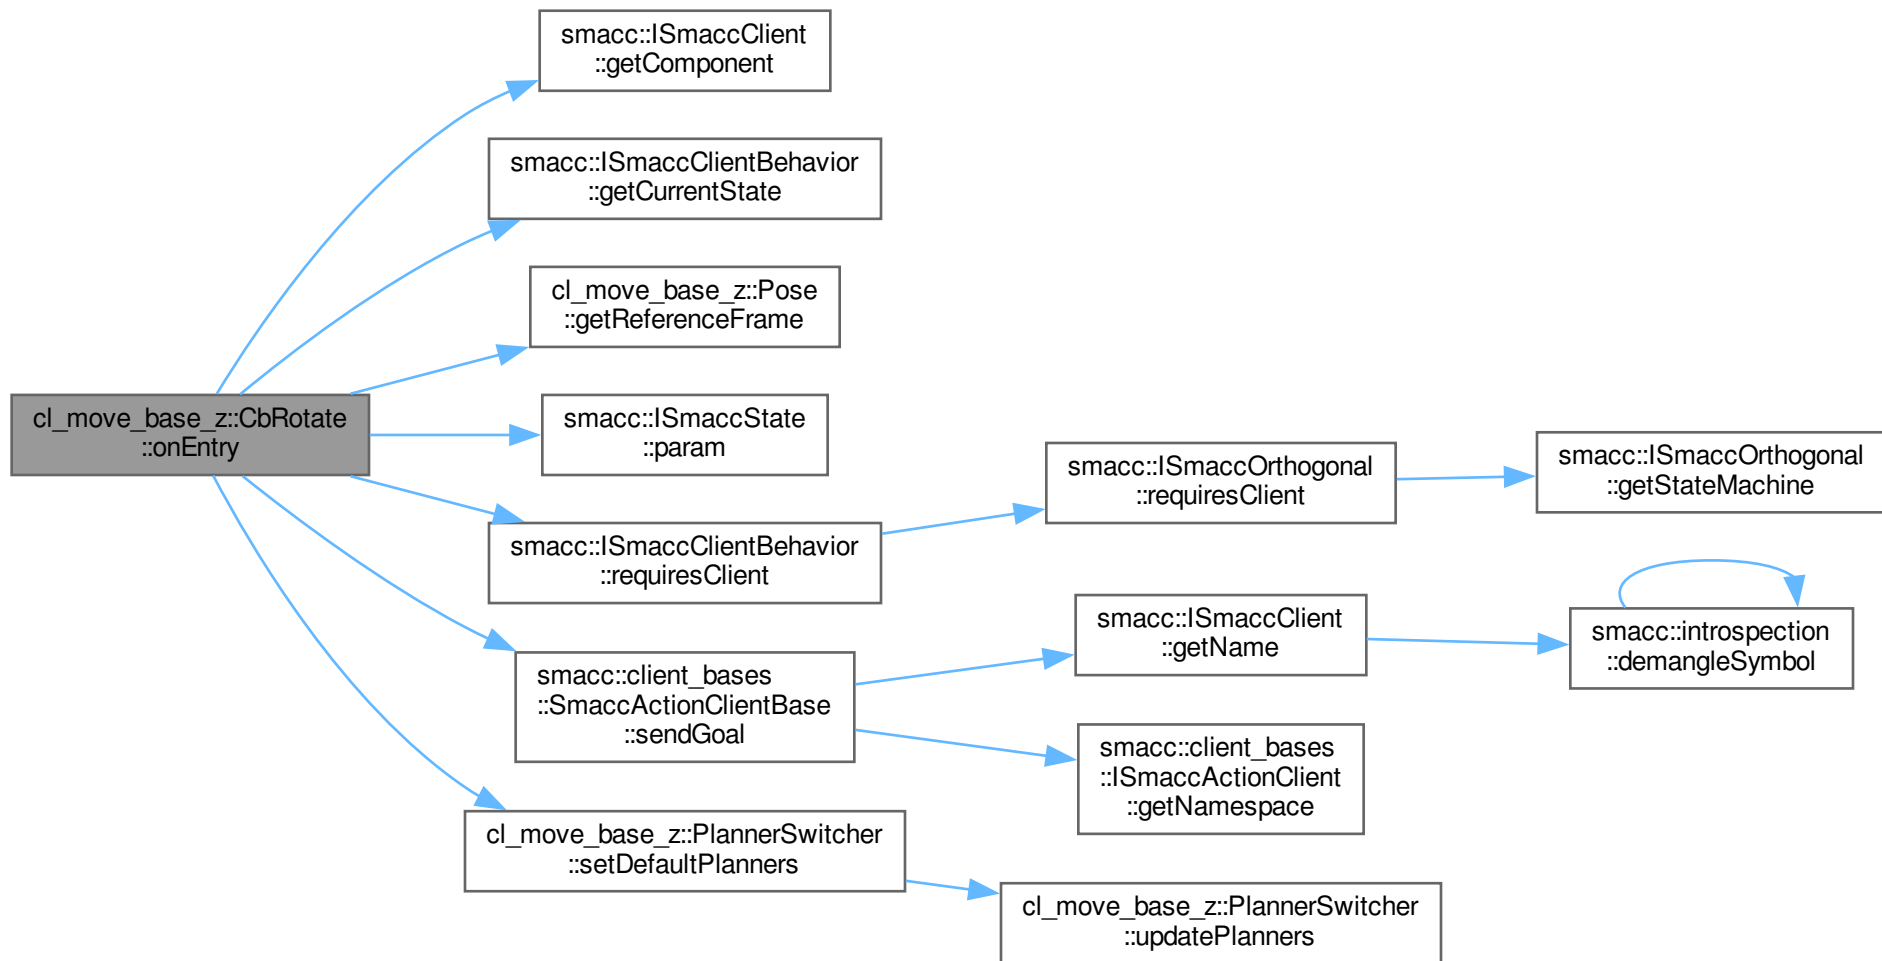 smacc::ISmaccClient
::getComponent
smacc::ISmaccClientBehavior
::getCurrentState
cl_move_base_z::Pose
::getReferenceFrame
cl_move_base_z::CbRotate
::onEntry
smacc::ISmaccState
::param
smacc::ISmaccClientBehavior
::requiresClient
smacc::ISmaccOrthogonal
::requiresClient
smacc::ISmaccOrthogonal
::getStateMachine
smacc::client_bases
::SmaccActionClientBase
::sendGoal
smacc::ISmaccClient
::getName
smacc::introspection
::demangleSymbol
smacc::client_bases
::ISmaccActionClient
::getNamespace
cl_move_base_z::PlannerSwitcher
::setDefaultPlanners
cl_move_base_z::PlannerSwitcher
::updatePlanners